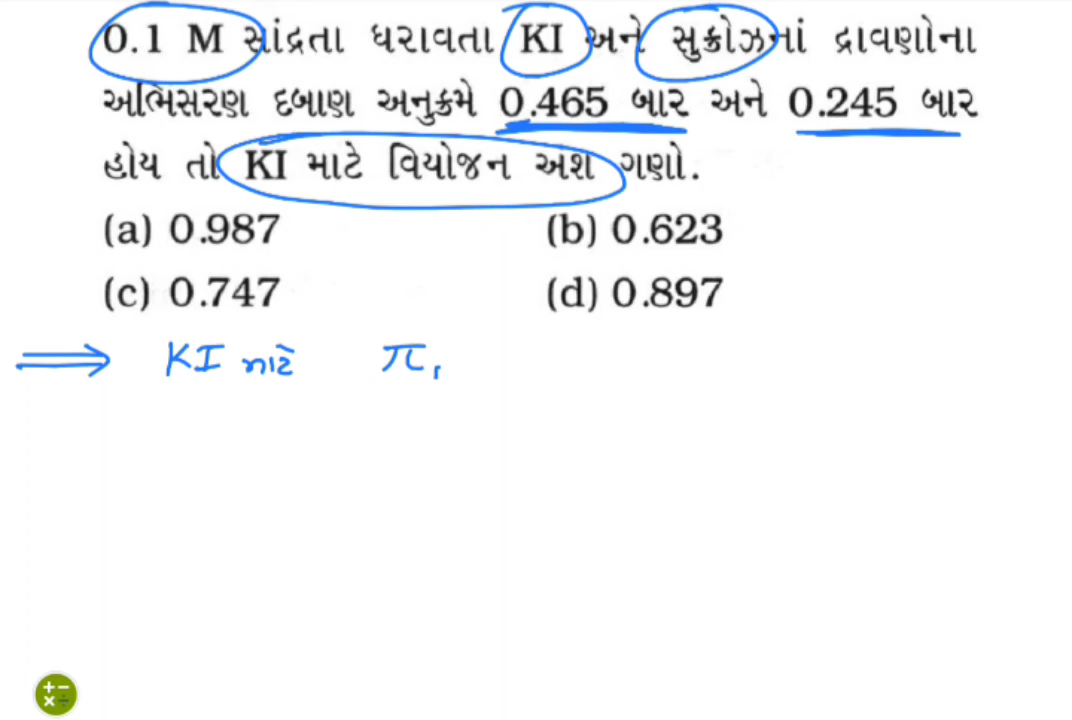 0.1 M સાંદ્રતા ધરાવતા KI અને સુક્રોઝનાં દ્રાવણોના
અભિસરણ દબાણ અનુક્રમે 0.465 બાર અને 0.245 બાર
હોય તો KI માટે વિયોજન અંશ ગણો.
(a) 0.987 (b) 0.623
(c) 0.747 (d) 0.897
⟹ KI માટે π₁